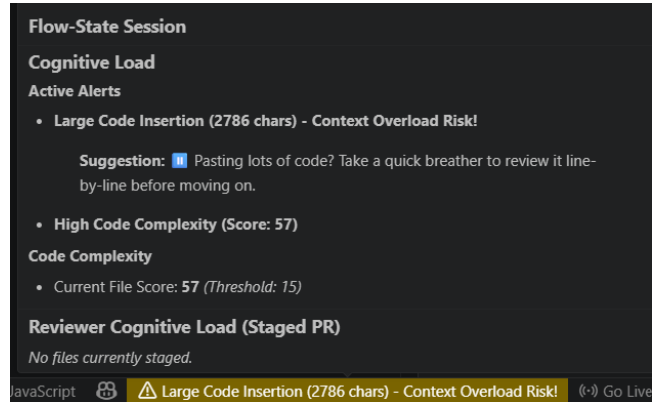 Flow-State Session
Cognitive Load
Active Alerts
• Large Code Insertion (2786 chars) - Context Overload Risk!
Suggestion: ⏸ Pasting lots of code? Take a quick breather to review it line-
by-line before moving on.
• High Code Complexity (Score: 57)
Code Complexity
• Current File Score: 57 (Threshold: 15)
Reviewer Cognitive Load (Staged PR)
No files currently staged.
JavaScript ⚠ Large Code Insertion (2786 chars) - Context Overload Risk! Go Live